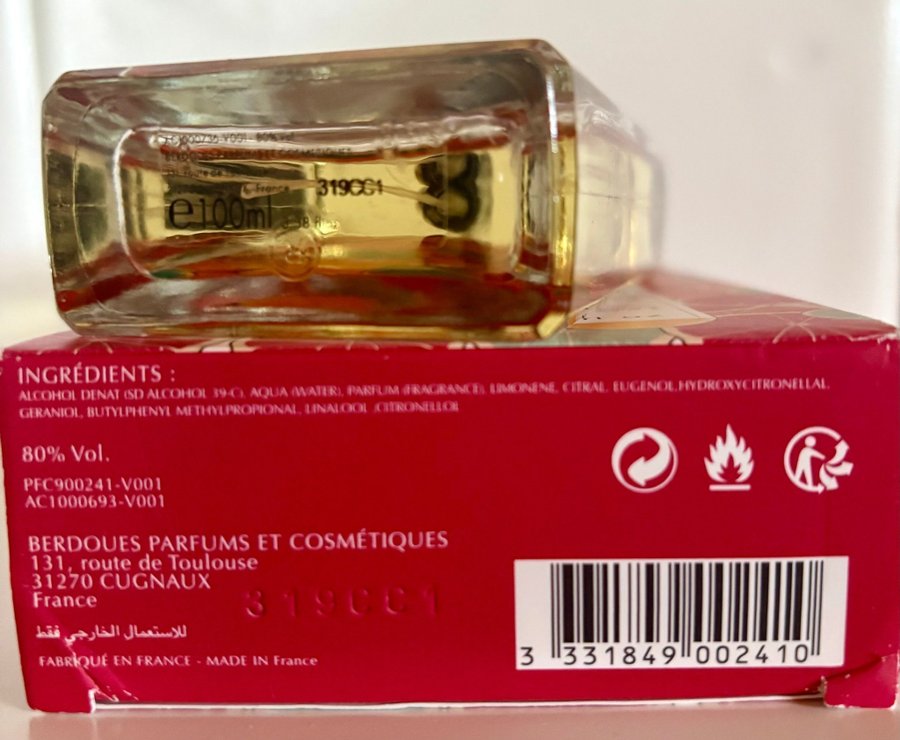 319CC1
e100ml
INGRÉDIENTS :
ALCOHOL DENAT (SD ALCOHOL 39-C), AQUA (WATER), PARFUM (FRAGRANCE), LIMONENE, CITRAL, EUGENOL,HYDROXYCITRONELLAL,
GERANIOL, BUTYLPHENYL METHYLPROPIONAL, LINALOOL ,CITRONELLOL
80% Vol.
PFC900241-V001
AC1000693-V001
BERDOUES PARFUMS ET COSMÉTIQUES
131, route de Toulouse
31270 CUGNAUX
France
319CC1
للاستعمال الخارجي فقط
FABRIQUÉ EN FRANCE - MADE IN France
3 331849 002410